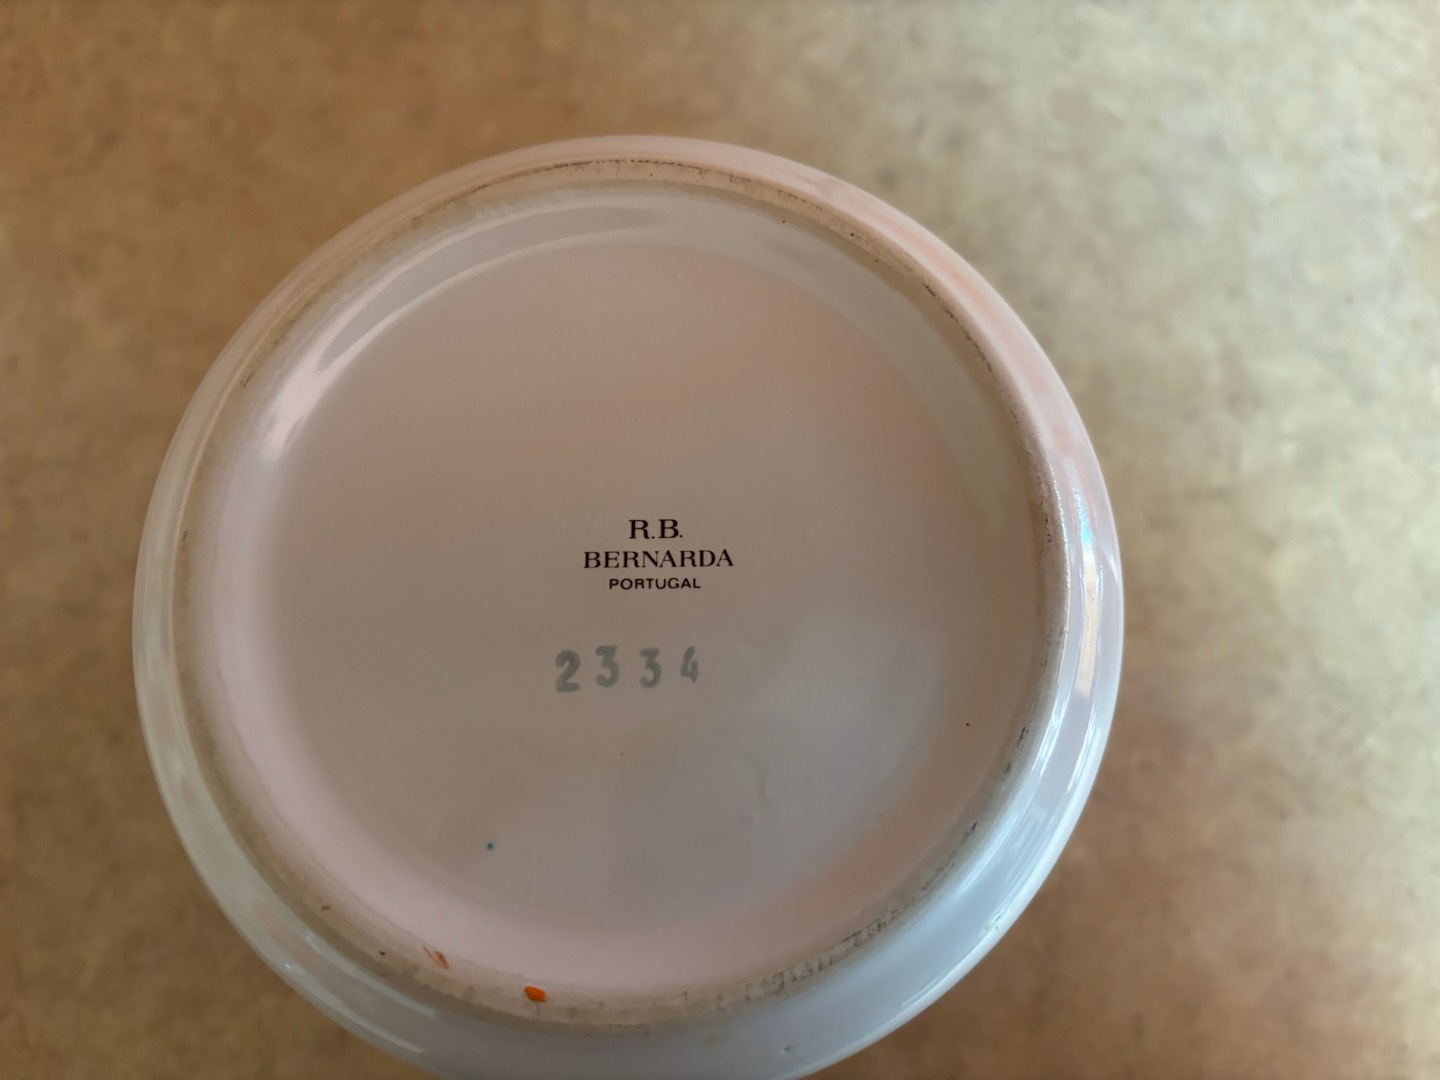 R.B.
BERNARDA
PORTUGAL
2334